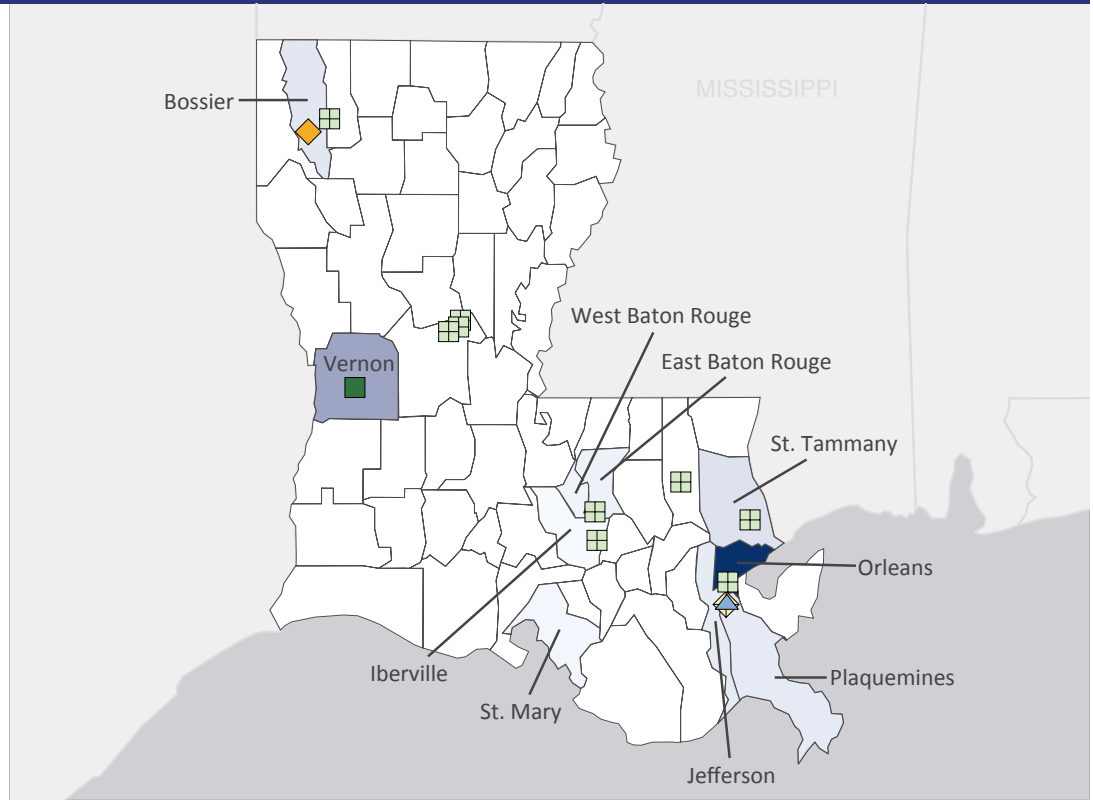 MISSISSIPPI
Bossier
West Baton Rouge
East Baton Rouge
Vernon
St. Tammany
Orleans
Iberville
Plaquemines
St. Mary
Jefferson